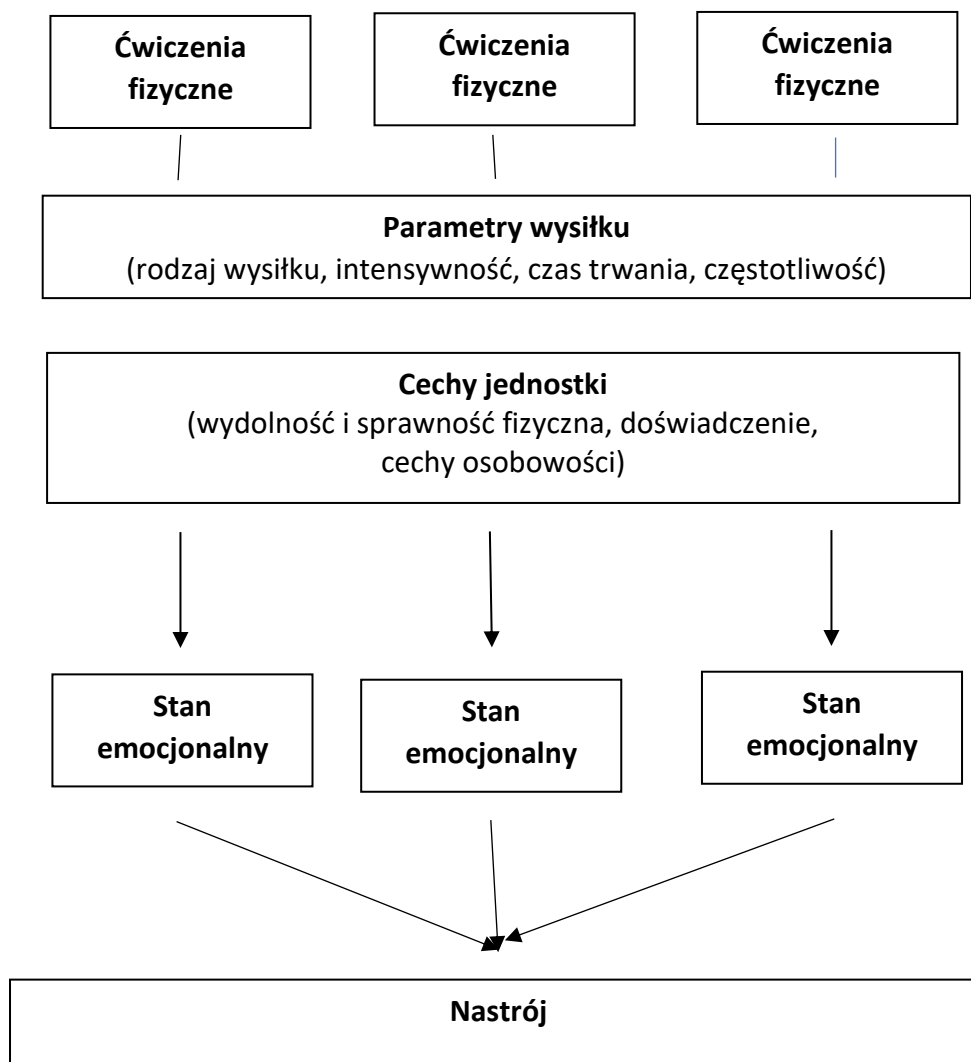 Ćwiczenia
fizyczne
Ćwiczenia
fizyczne
Ćwiczenia
fizyczne
Parametry wysiłku
(rodzaj wysiłku, intensywność, czas trwania, częstotliwość)
Cechy jednostki
(wydolność i sprawność fizyczna, doświadczenie,
cechy osobowości)
Stan
emocjonalny
Stan
emocjonalny
Stan
emocjonalny
Nastrój